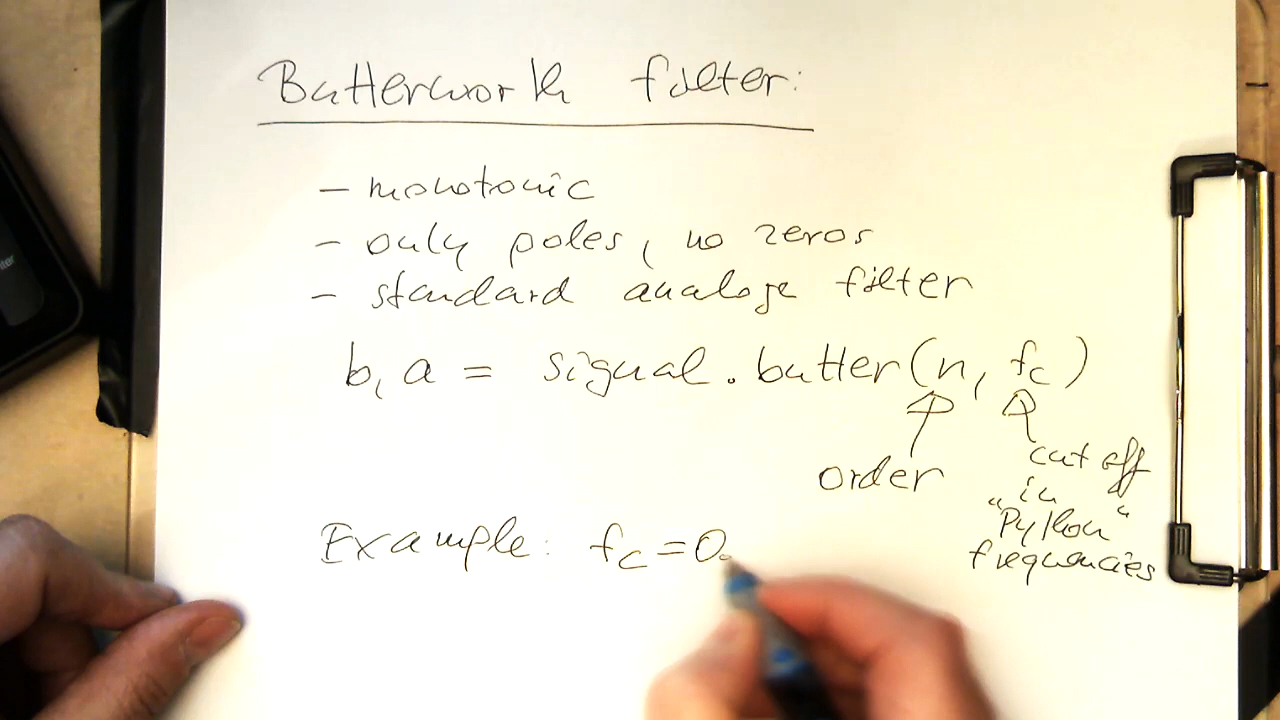 Butterworth filter:
- monotonic
- only poles, no zeros
- standard analoge filter
b, a = signal.butter(n, fc)
order
cut off
in
"Python"
frequencies
Example: fc=0.